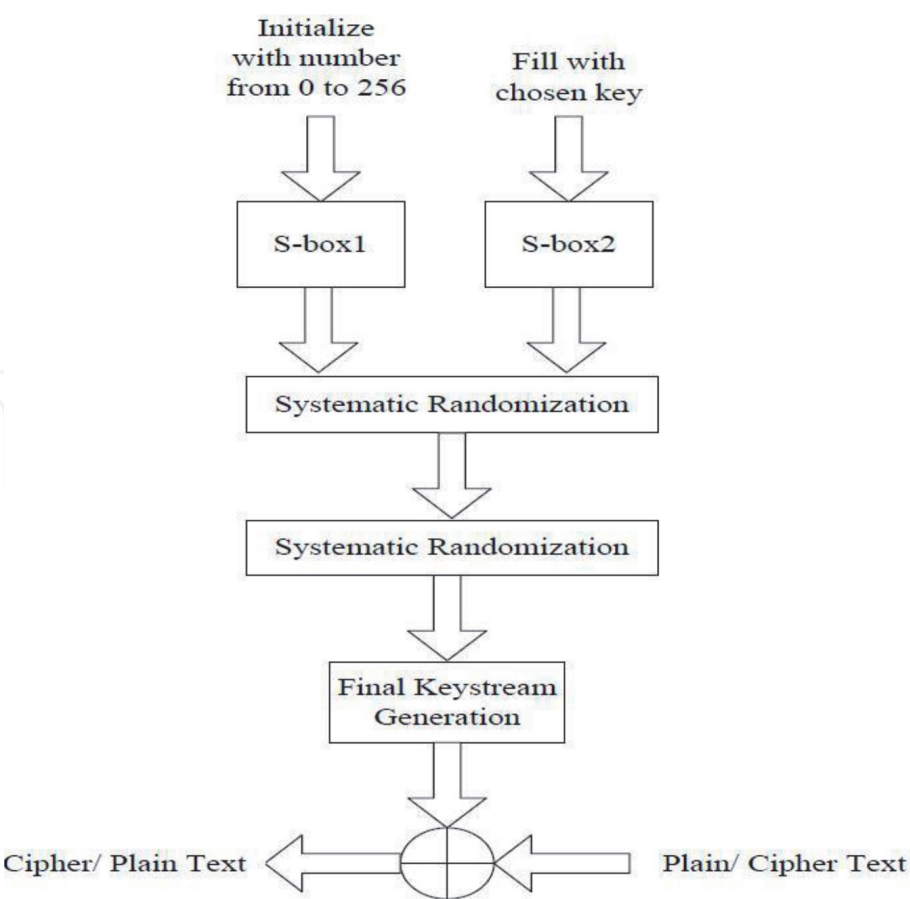 Initialize
with number
from 0 to 256
Fill with
chosen key
S-box1
S-box2
Systematic Randomization
Systematic Randomization
Final Keystream
Generation
Cipher/ Plain Text
Plain/ Cipher Text